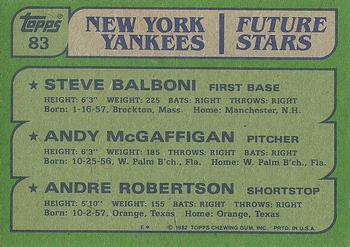 topps
83
NEW YORK YANKEES
FUTURE STARS
★ STEVE BALBONI FIRST BASE
HEIGHT: 6'3" WEIGHT: 225 BATS: RIGHT THROWS: RIGHT
Born: 1-16-57, Brockton, Mass. Home: Manchester, N.H.
★ ANDY McGAFFIGAN PITCHER
HEIGHT: 6'3" WEIGHT: 185 BATS: RIGHT THROWS: RIGHT
Born: 10-25-56, W. Palm B'ch., Fla. Home: W. Palm B'ch., Fla.
★ ANDRE ROBERTSON SHORTSTOP
HEIGHT: 5'10" WEIGHT: 155 BATS: RIGHT THROWS: RIGHT
Born: 10-2-57, Orange, Texas Home: Orange, Texas
E* © 1982 TOPPS CHEWING GUM, INC. PRTD. IN U.S.A.